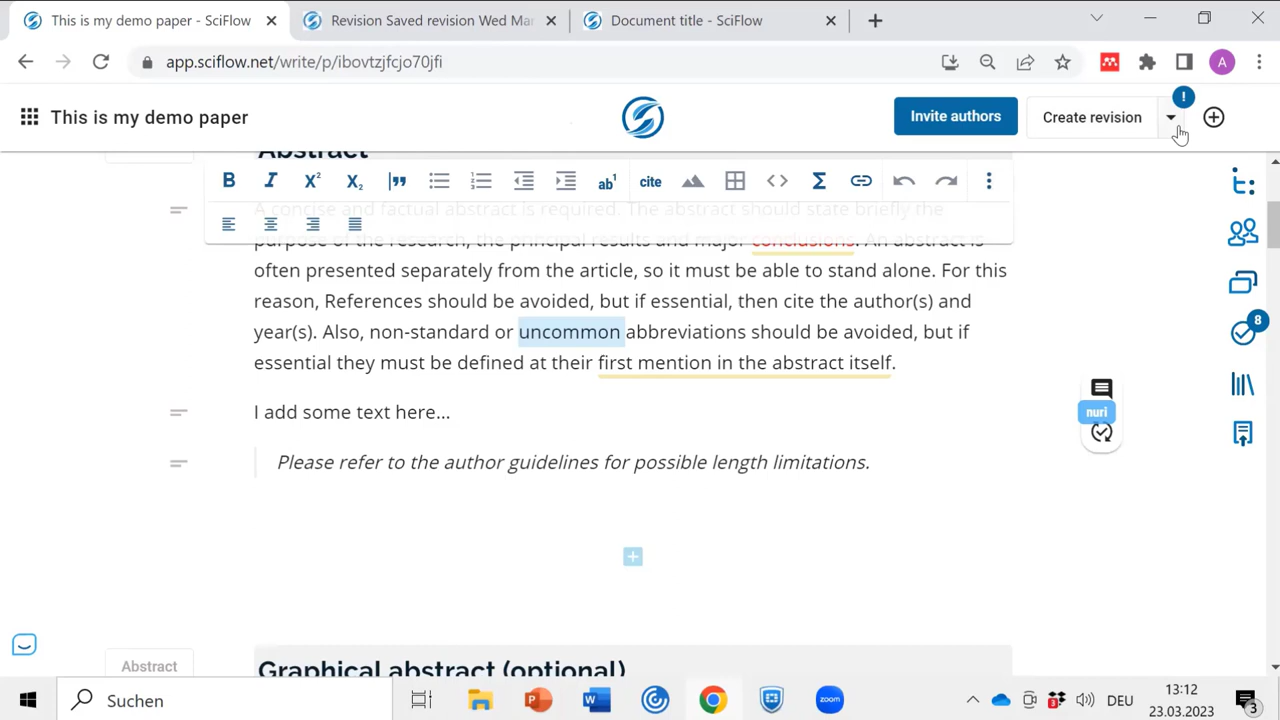 This is my demo paper - SciFlow
Revision Saved revision Wed Mar
Document title - SciFlow
app.sciflow.net/write/p/ibovtzjfcjo70jfi
A
This is my demo paper
Invite authors
Create revision
!
Abstract
B I X² X₂ ab¹ cite Σ
A concise and factual abstract is required. The abstract should state briefly the
purpose of the research, the principal results and major conclusions. An abstract is
often presented separately from the article, so it must be able to stand alone. For this
reason, References should be avoided, but if essential, then cite the author(s) and
year(s). Also, non-standard or uncommon abbreviations should be avoided, but if
essential they must be defined at their first mention in the abstract itself.
8
I add some text here...
nuri
Please refer to the author guidelines for possible length limitations.
Abstract
Graphical abstract (optional)
Suchen
DEU
13:12
23.03.2023
3